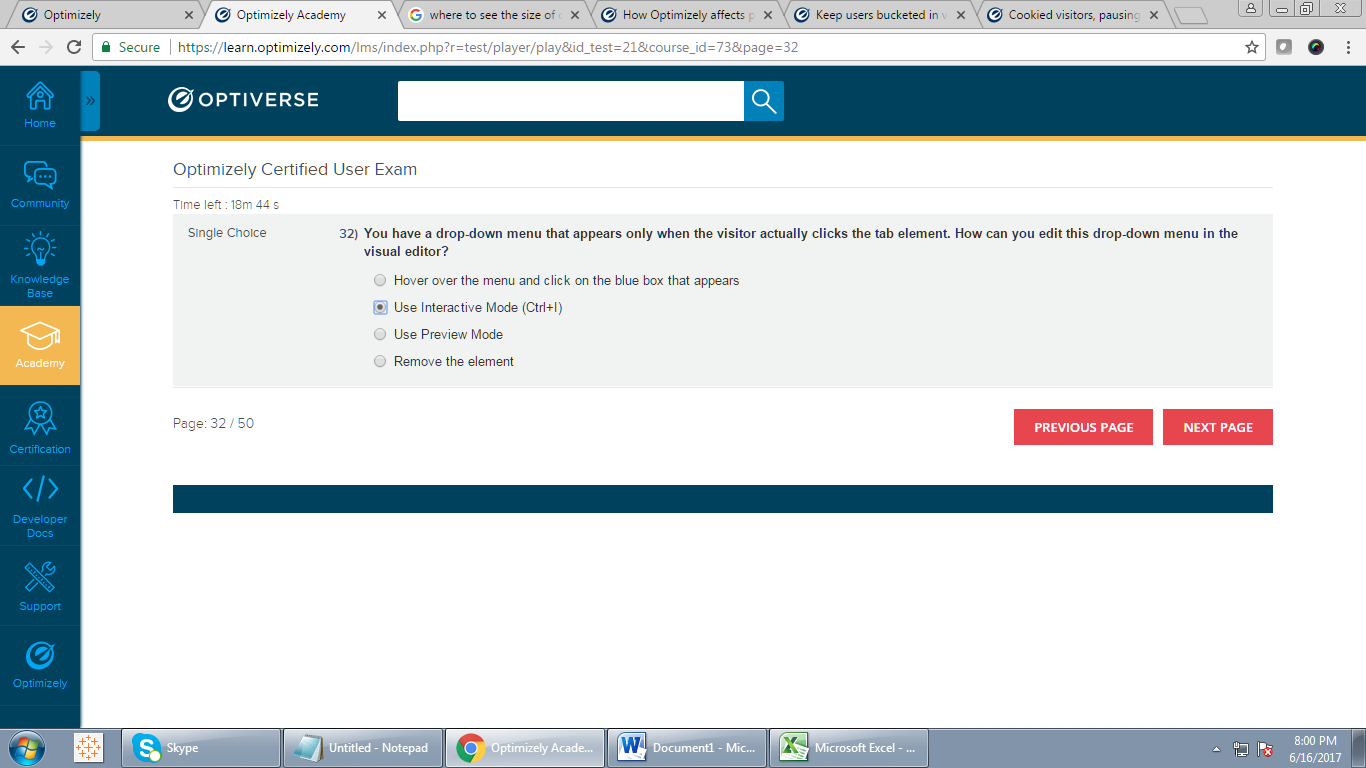 Optimizely
Optimizely Academy
where to see the size of
How Optimizely affects p
Keep users bucketed in v
Cookied visitors, pausing
Secure
https://learn.optimizely.com/lms/index.php?r=test/player/play&id_test=21&course_id=73&page=32
Home
»
OPTIVERSE
Community
Knowledge
Base
Academy
Certification
Developer
Docs
Support
Optimizely
Optimizely Certified User Exam
Time left : 18m 44 s
Single Choice
32) You have a drop-down menu that appears only when the visitor actually clicks the tab element. How can you edit this drop-down menu in the
visual editor?
Hover over the menu and click on the blue box that appears
Use Interactive Mode (Ctrl+I)
Use Preview Mode
Remove the element
Page: 32 / 50
PREVIOUS PAGE
NEXT PAGE
Skype
Untitled - Notepad
Optimizely Acade...
Document1 - Mic...
Microsoft Excel - ...
8:00 PM
6/16/2017